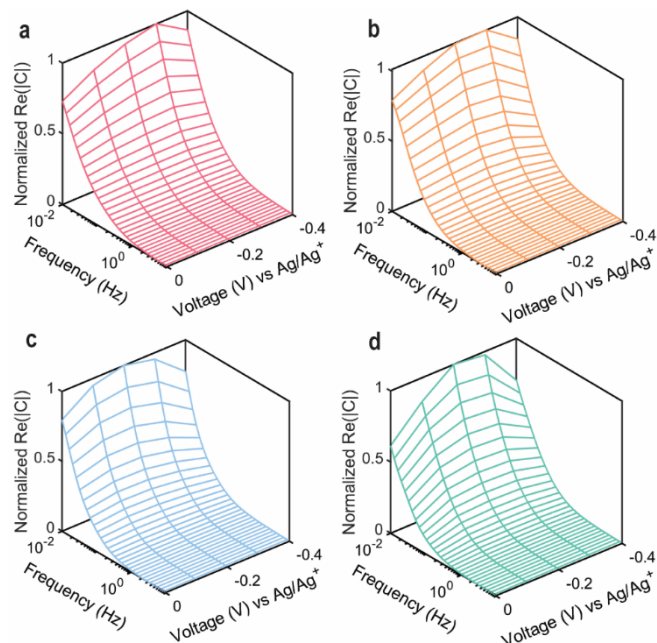 a
1
0.5
0
10⁻²
10⁰
0
-0.2
-0.4
Normalized Re(|C|)
Frequency (Hz)
Voltage (V) vs Ag/Ag⁺
b
1
0.5
0
10⁻²
10⁰
0
-0.2
-0.4
Normalized Re(|C|)
Frequency (Hz)
Voltage (V) vs Ag/Ag⁺
c
1
0.5
0
10⁻²
10⁰
0
-0.2
-0.4
Normalized Re(|C|)
Frequency (Hz)
Voltage (V) vs Ag/Ag⁺
d
1
0.5
0
10⁻²
10⁰
0
-0.2
-0.4
Normalized Re(|C|)
Frequency (Hz)
Voltage (V) vs Ag/Ag⁺